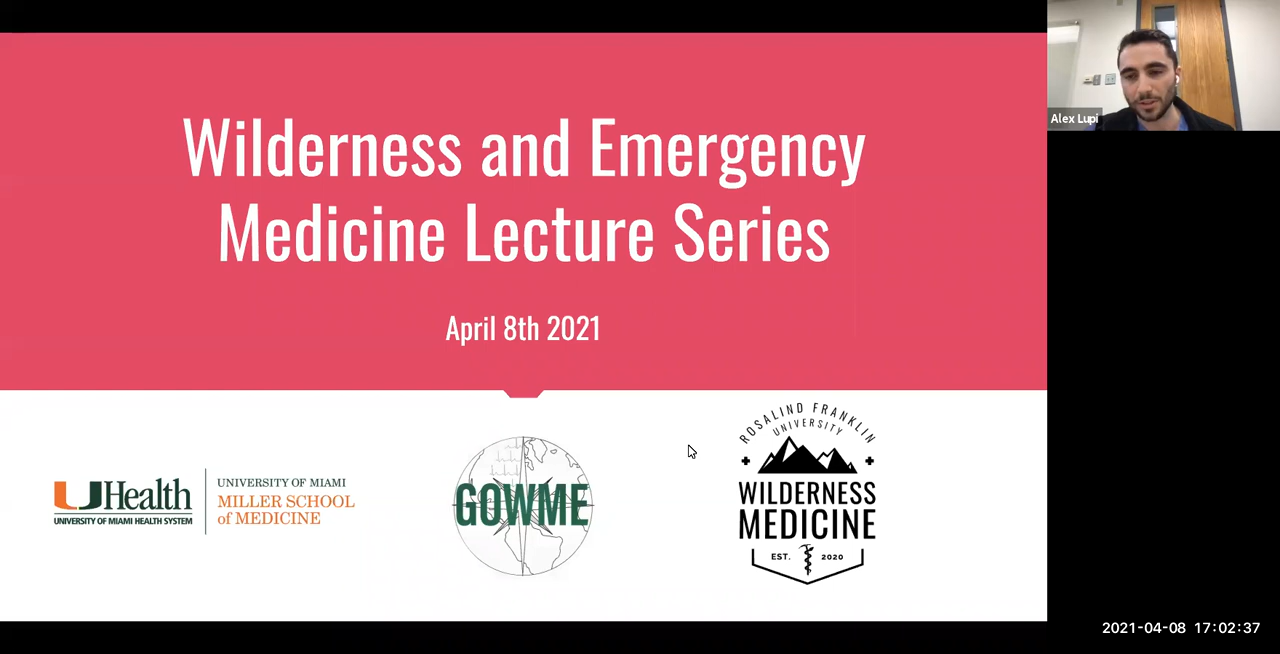 Wilderness and Emergency
Medicine Lecture Series
April 8th 2021
UHealth
UNIVERSITY OF MIAMI HEALTH SYSTEM
UNIVERSITY OF MIAMI
MILLER SCHOOL
of MEDICINE
GOWME
ROSALIND FRANKLIN
UNIVERSITY
WILDERNESS
MEDICINE
EST. 2020
Alex Lupi
2021-04-08 17:02:37